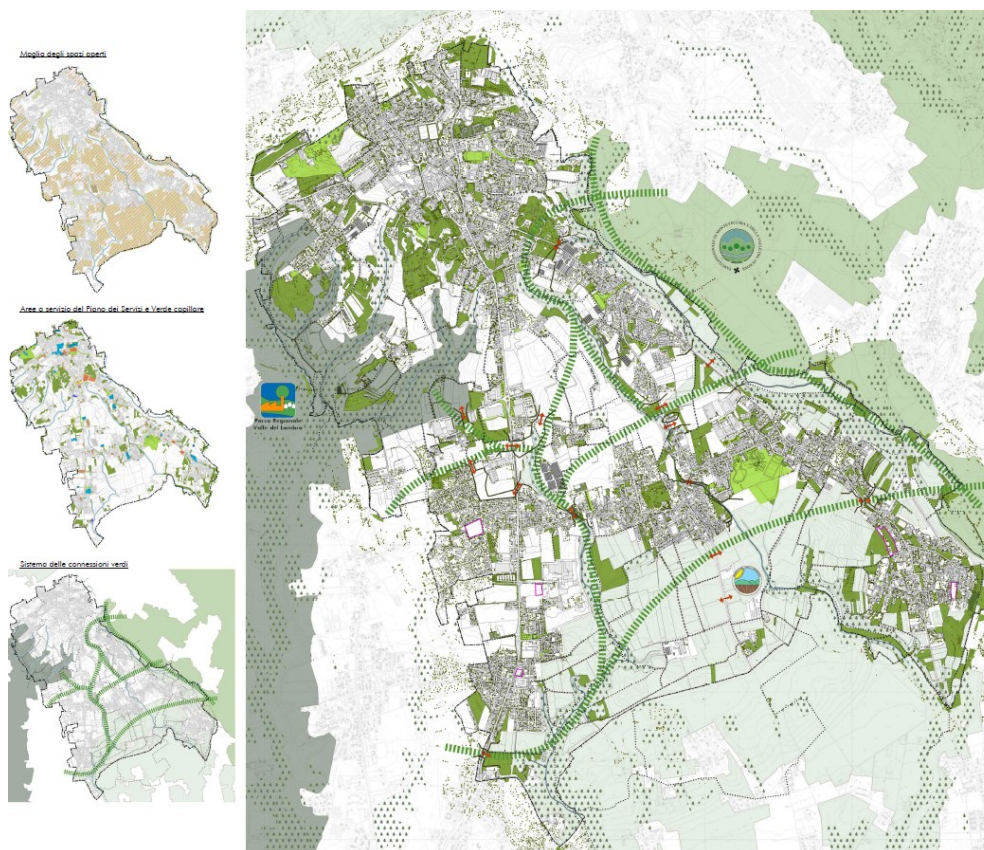 Maglia degli spazi aperti
Aree a servizio del Piano dei Servizi e Verde capillare
Sistema delle connessioni verdi
Parco Regionale
Valle del Lambro